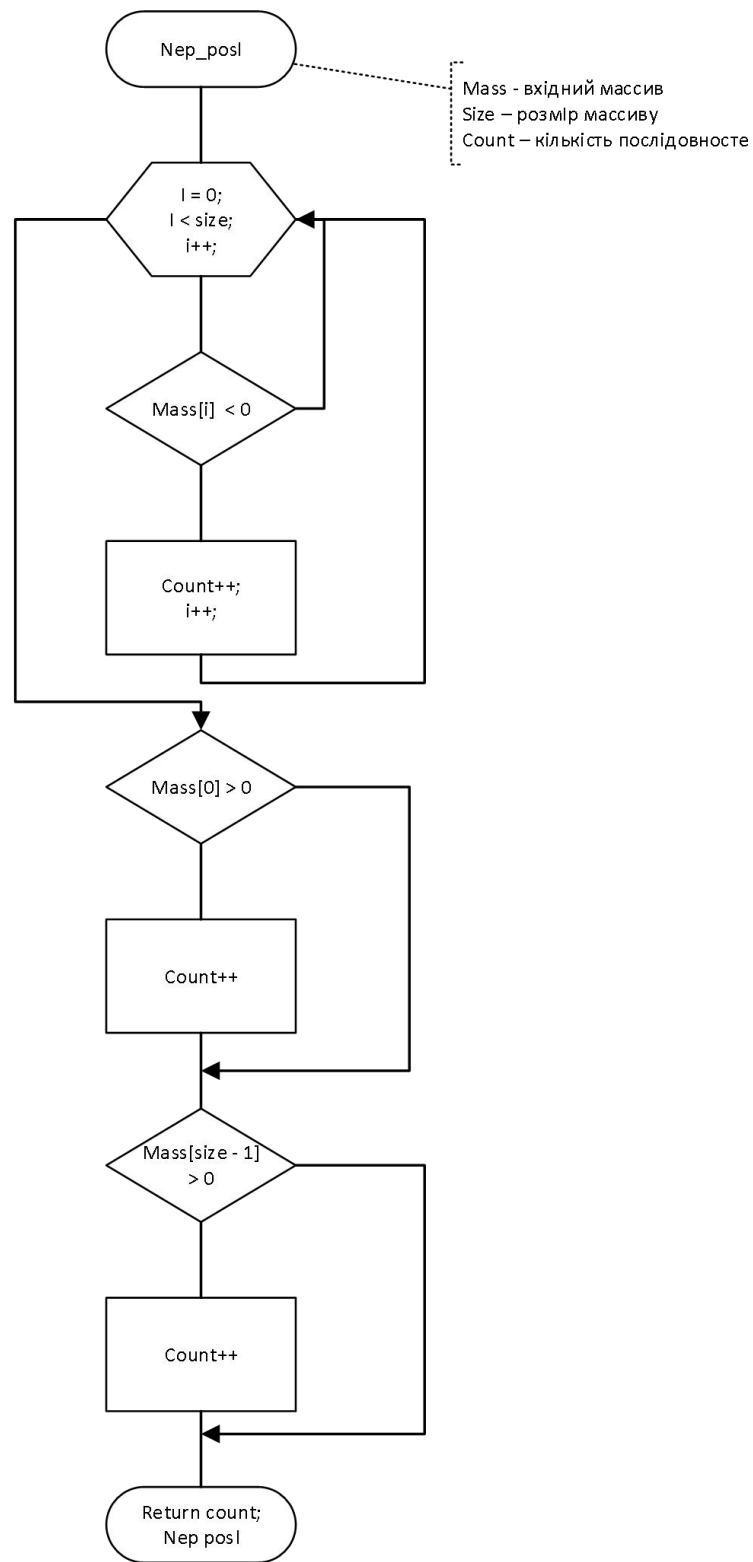 Nep_posl
Mass - вхідний массив
Size – розмІр массиву
Count – кількість послідовносте
I = 0;
I < size;
i++;
Mass[i] < 0
Count++;
i++;
Mass[0] > 0
Count++
Mass[size - 1]
> 0
Count++
Return count;
Nep posl